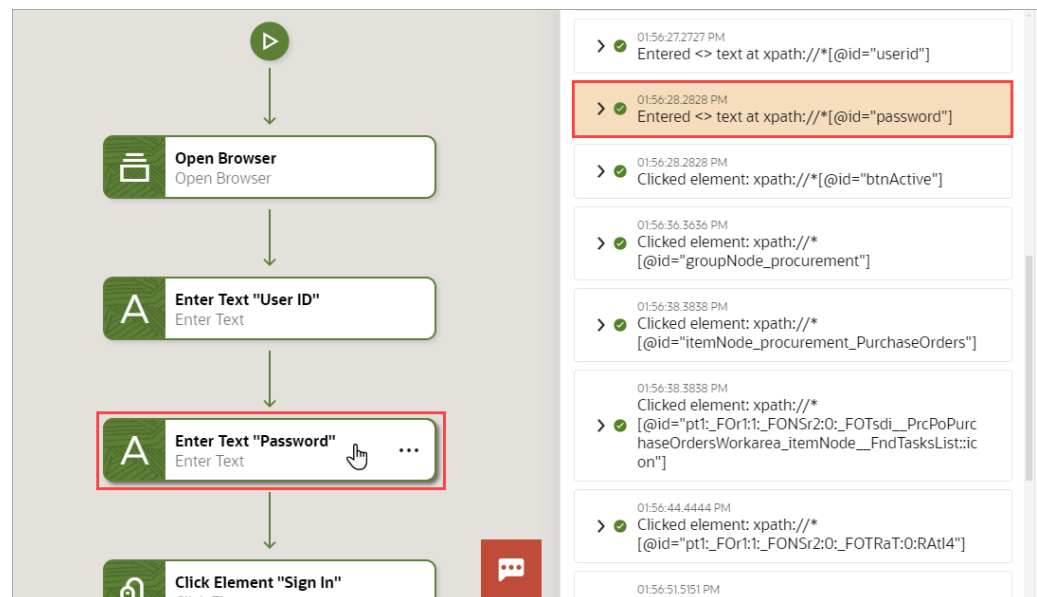 Open Browser
Open Browser
Enter Text "User ID"
Enter Text
Enter Text "Password"
Enter Text
Click Element "Sign In"
01:56:27.2727 PM
Entered <> text at xpath://*[@id="userid"]
01:56:28.2828 PM
Entered <> text at xpath://*[@id="password"]
01:56:28.2828 PM
Clicked element: xpath://*[@id="btnActive"]
01:56:36.3636 PM
Clicked element: xpath://*
[@id="groupNode_procurement"]
01:56:38.3838 PM
Clicked element: xpath://*
[@id="itemNode_procurement_PurchaseOrders"]
01:56:38.3838 PM
Clicked element: xpath://*
[@id="pt1:_FOr1:1:_FONSr2:0:_FOTsdi__PrcPoPurc
haseOrdersWorkarea_itemNode__FndTasksList::ic
on"]
01:56:44.4444 PM
Clicked element: xpath://*
[@id="pt1:_FOr1:1:_FONSr2:0:_FOTRaT:0:RAtl4"]
01:56:51.5151 PM